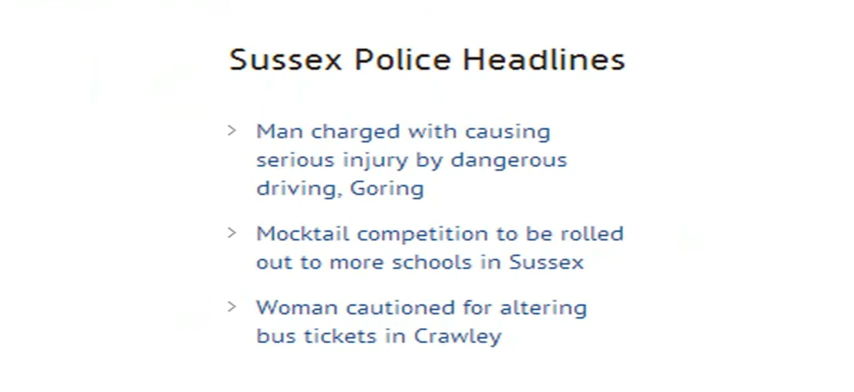 Sussex Police Headlines
> Man charged with causing
serious injury by dangerous
driving, Goring
> Mocktail competition to be rolled
out to more schools in Sussex
> Woman cautioned for altering
bus tickets in Crawley